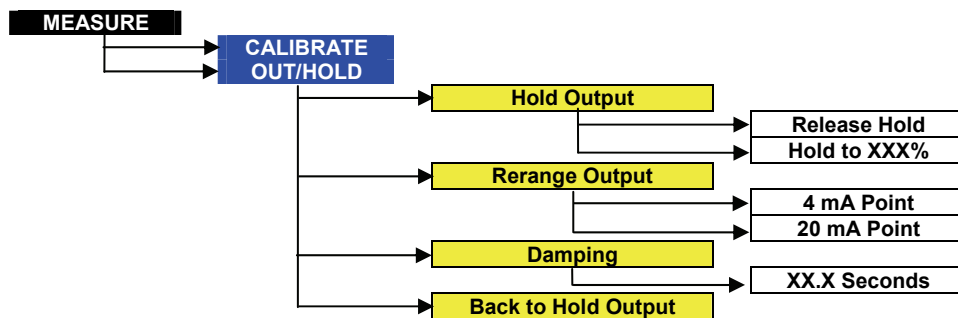 MEASURE
CALIBRATE
OUT/HOLD
Hold Output
Release Hold
Hold to XXX%
Rerange Output
4 mA Point
20 mA Point
Damping
XX.X Seconds
Back to Hold Output